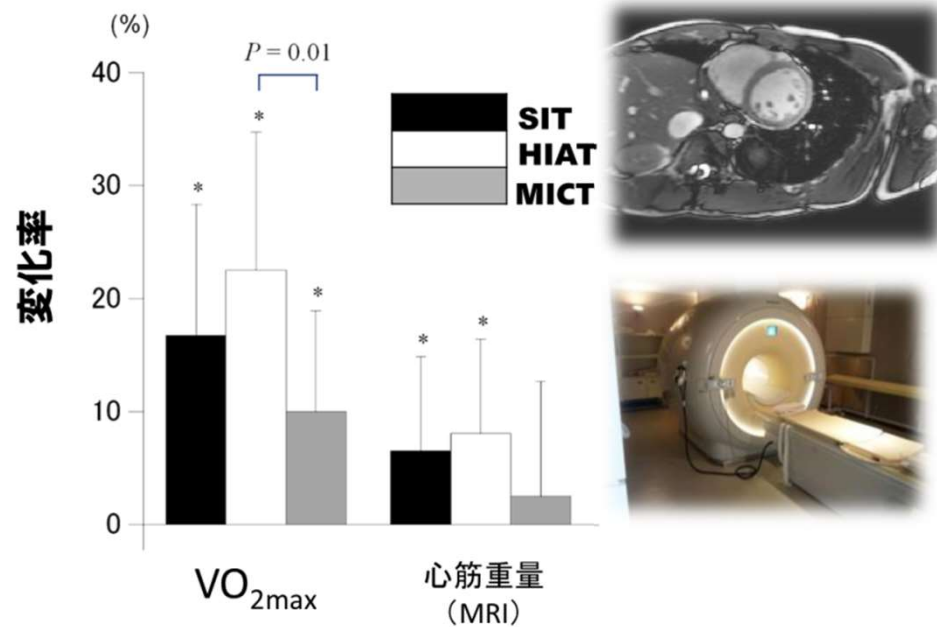 (%)
P = 0.01
40
30
20
10
0
変化率
*
*
*
*
*
SIT
HIAT
MICT
VO2max
心筋重量
（MRI）